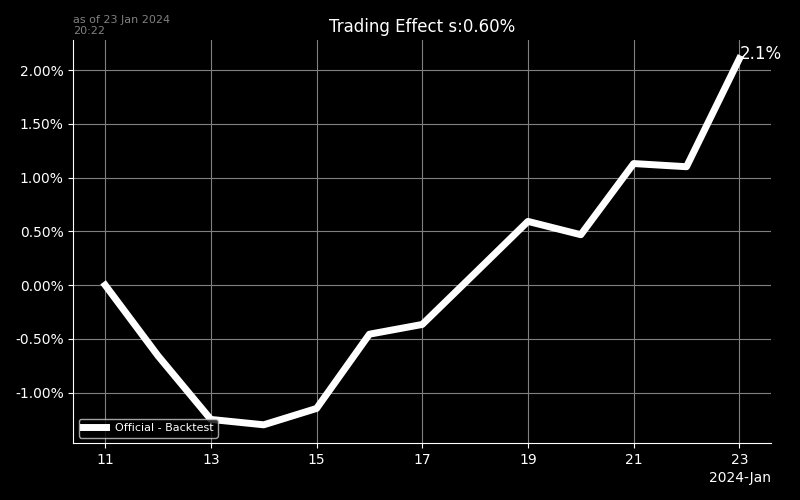 as of 23 Jan 2024
20:22
Trading Effect s:0.60%
2.1%
2.00%
1.50%
1.00%
0.50%
0.00%
-0.50%
-1.00%
Official - Backtest
11 13 15 17 19 21 23
2024-Jan